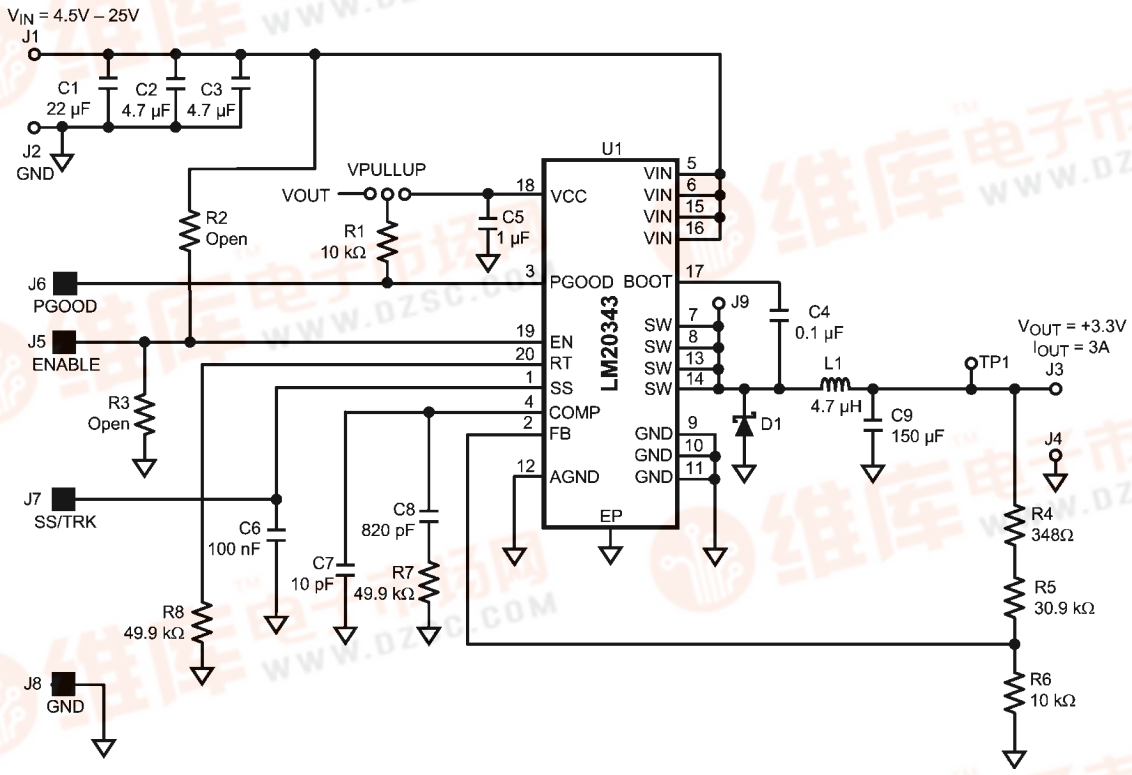 V_IN = 4.5V – 25V
J1
C1
22 µF
C2
4.7 µF
C3
4.7 µF
J2
GND
U1
LM20343
VPULLUP
VOUT
R1
10 kΩ
R2
Open
C5
1 µF
18 VCC
3 PGOOD
19 EN
20 RT
1 SS
4 COMP
2 FB
12 AGND
EP
VIN 5
VIN 6
VIN 15
VIN 16
BOOT 17
SW 7
SW 8
SW 13
SW 14
GND 9
GND 10
GND 11
J6
PGOOD
J5
ENABLE
R3
Open
J7
SS/TRK
C6
100 nF
C7
10 pF
C8
820 pF
R7
49.9 kΩ
R8
49.9 kΩ
J8
GND
J9
C4
0.1 µF
L1
4.7 µH
D1
C9
150 µF
TP1
V_OUT = +3.3V
I_OUT = 3A
J3
J4
R4
348Ω
R5
30.9 kΩ
R6
10 kΩ
维库电子市场网
™
WWW.DZSC.COM